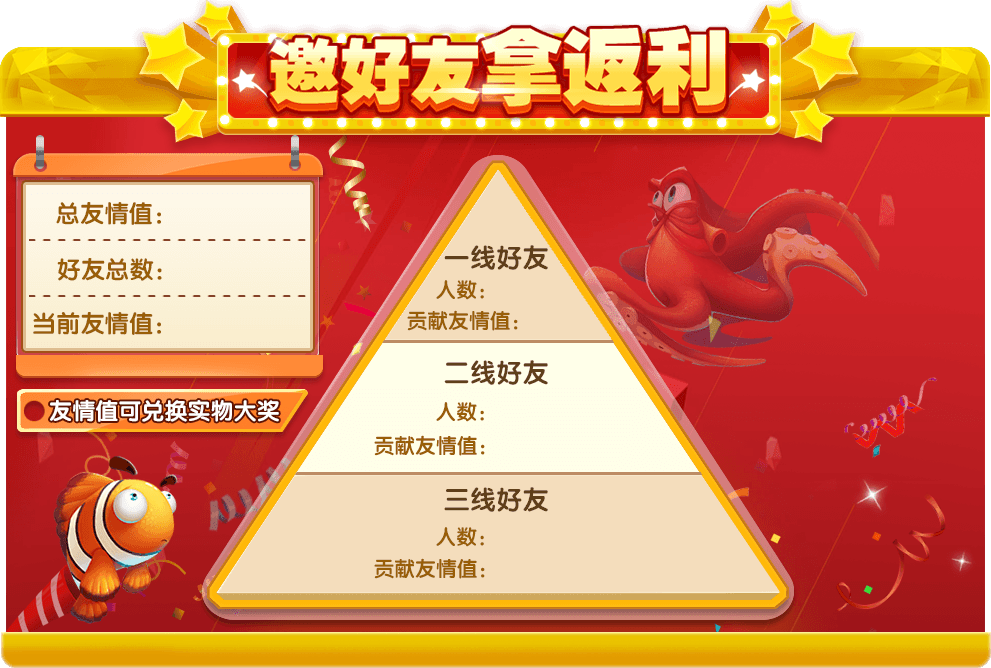 邀好友拿返利
总友情值：
好友总数：
当前友情值：
友情值可兑换实物大奖
一线好友
人数：
贡献友情值：
二线好友
人数：
贡献友情值：
三线好友
人数：
贡献友情值：